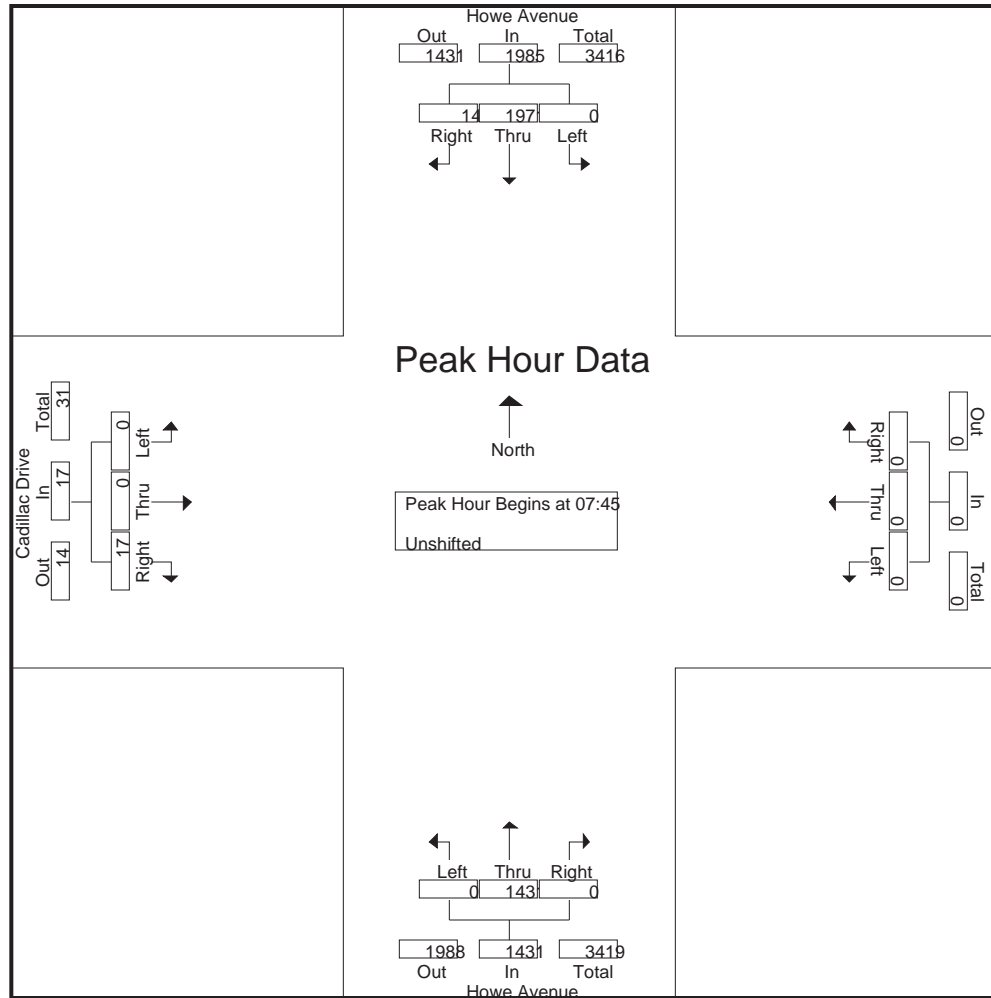 Howe Avenue
Out In Total
1431 1985 3416
14 1971 0
Right Thru Left
Peak Hour Data
North
Peak Hour Begins at 07:45
Unshifted
Cadillac Drive
Out In Total
14 17 31
17 0 0
Right Thru Left
Out In Total
0 0 0
0 0 0
Right Thru Left
Left Thru Right
0 1431 0
1988 1431 3419
Out In Total
Howe Avenue